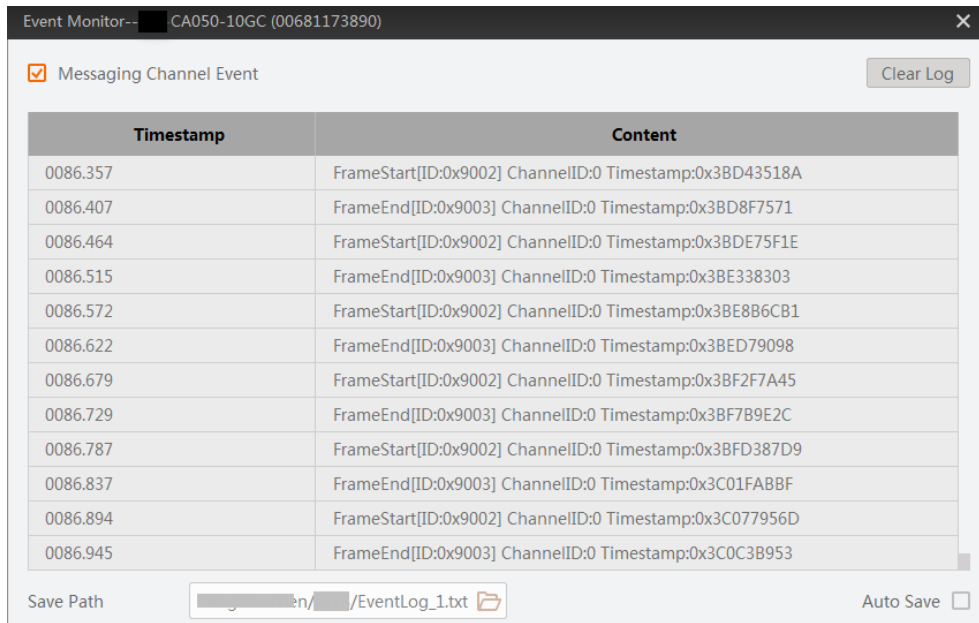 Event Monitor-- CA050-10GC (00681173890)
Messaging Channel Event Clear Log
Timestamp Content
0086.357 FrameStart[ID:0x9002] ChannelID:0 Timestamp:0x3BD43518A
0086.407 FrameEnd[ID:0x9003] ChannelID:0 Timestamp:0x3BD8F7571
0086.464 FrameStart[ID:0x9002] ChannelID:0 Timestamp:0x3BDE75F1E
0086.515 FrameEnd[ID:0x9003] ChannelID:0 Timestamp:0x3BE338303
0086.572 FrameStart[ID:0x9002] ChannelID:0 Timestamp:0x3BE8B6CB1
0086.622 FrameEnd[ID:0x9003] ChannelID:0 Timestamp:0x3BED79098
0086.679 FrameStart[ID:0x9002] ChannelID:0 Timestamp:0x3BF2F7A45
0086.729 FrameEnd[ID:0x9003] ChannelID:0 Timestamp:0x3BF7B9E2C
0086.787 FrameStart[ID:0x9002] ChannelID:0 Timestamp:0x3BFD387D9
0086.837 FrameEnd[ID:0x9003] ChannelID:0 Timestamp:0x3C01FABBF
0086.894 FrameStart[ID:0x9002] ChannelID:0 Timestamp:0x3C077956D
0086.945 FrameEnd[ID:0x9003] ChannelID:0 Timestamp:0x3C0C3B953
Save Path /EventLog_1.txt Auto Save